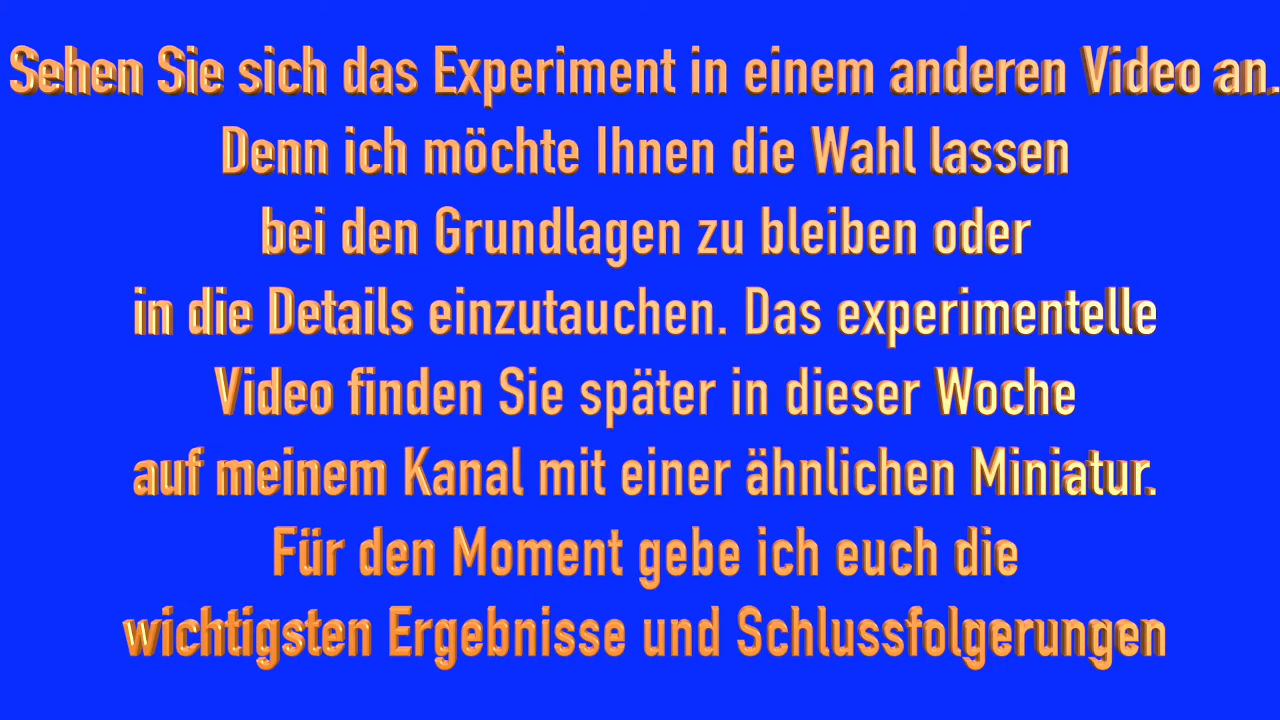 Sehen Sie sich das Experiment in einem anderen Video an.
Denn ich möchte Ihnen die Wahl lassen
bei den Grundlagen zu bleiben oder
in die Details einzutauchen. Das experimentelle
Video finden Sie später in dieser Woche
auf meinem Kanal mit einer ähnlichen Miniatur.
Für den Moment gebe ich euch die
wichtigsten Ergebnisse und Schlussfolgerungen